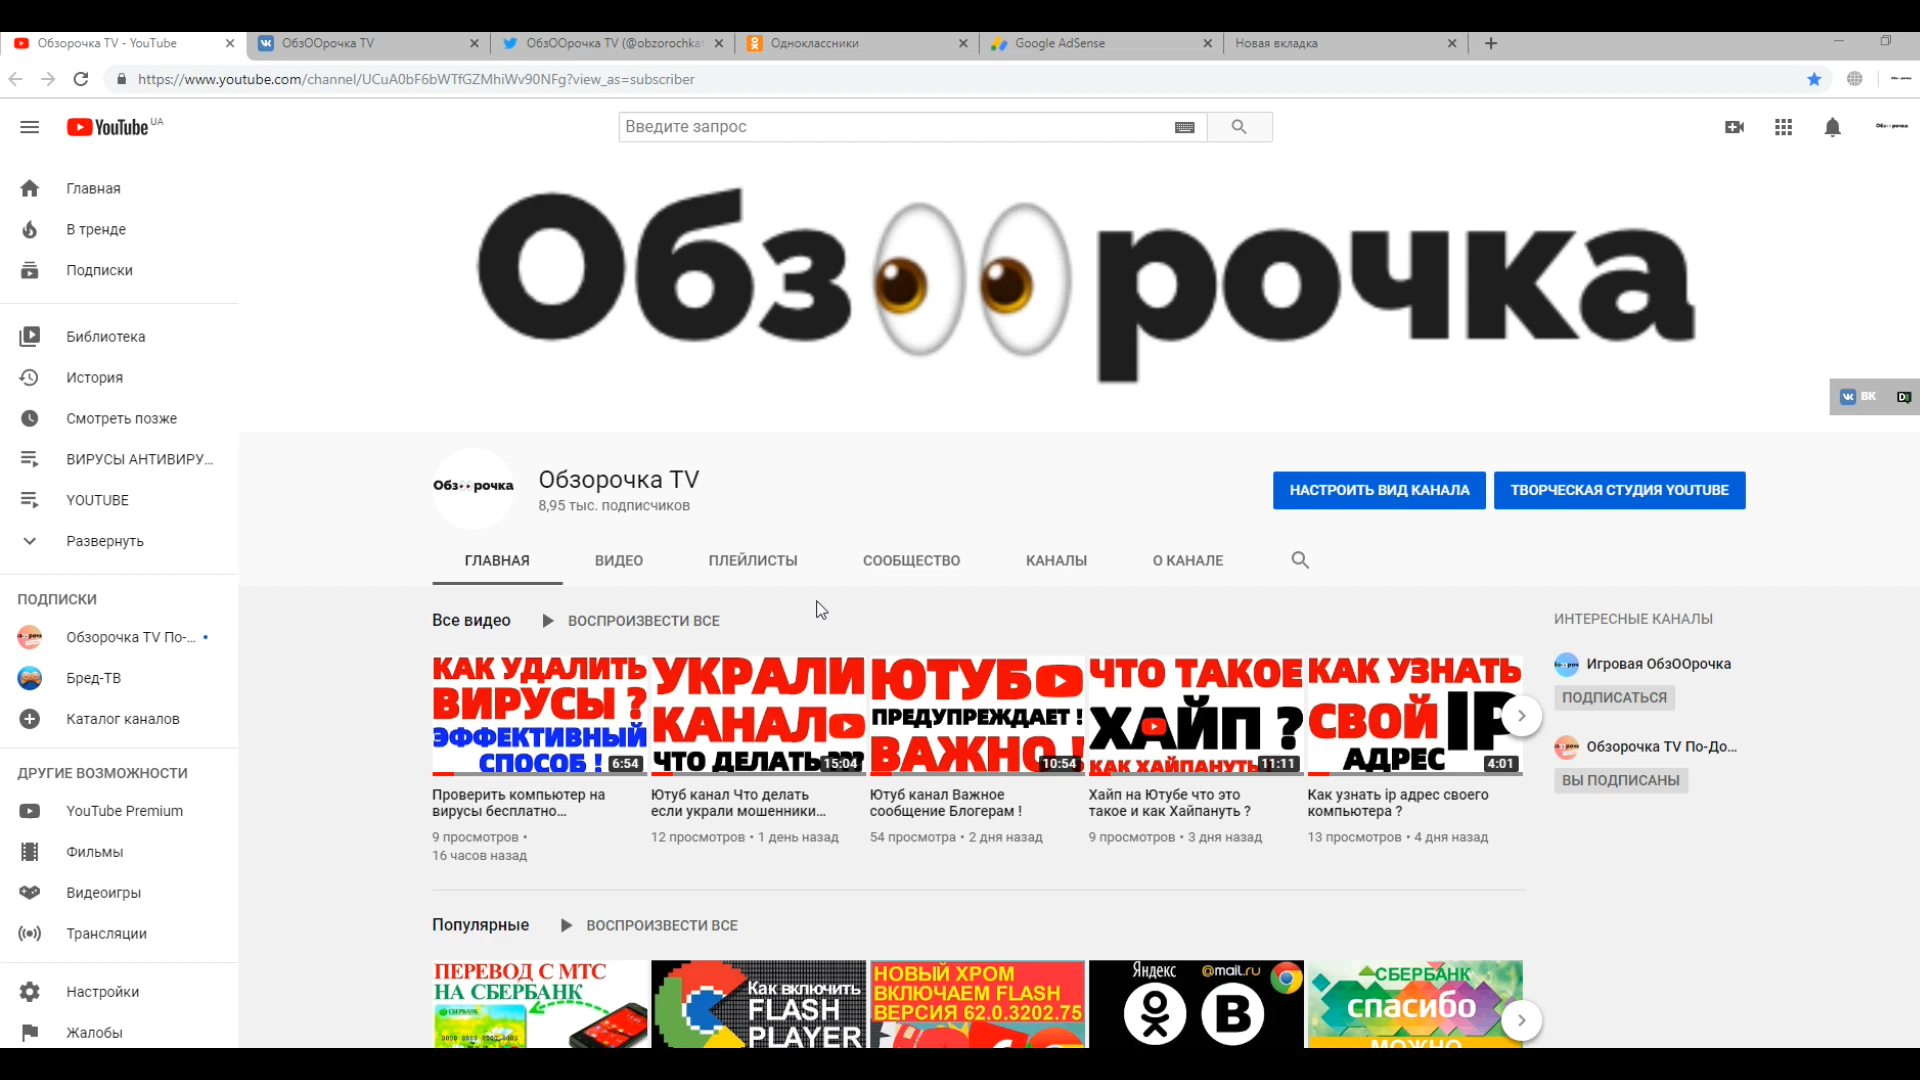 Обзорочка TV - YouTube
ОбзООрочка TV
ОбзООрочка TV (@obzorochka
Одноклассники
Google AdSense
Новая вкладка
https://www.youtube.com/channel/UCuA0bF6bWTfGZMhiWv90NFg?view_as=subscriber
YouTube UA
Введите запрос
Обз рочка
Главная
В тренде
Подписки
Библиотека
История
Смотреть позже
ВИРУСЫ АНТИВИРУ...
YOUTUBE
Развернуть
ПОДПИСКИ
Обзорочка TV По-...
Бред-ТВ
Каталог каналов
ДРУГИЕ ВОЗМОЖНОСТИ
YouTube Premium
Фильмы
Видеоигры
Трансляции
Настройки
Жалобы
ВК
Обз рочка
Обзорочка TV
8,95 тыс. подписчиков
НАСТРОИТЬ ВИД КАНАЛА
ТВОРЧЕСКАЯ СТУДИЯ YOUTUBE
ГЛАВНАЯ
ВИДЕО
ПЛЕЙЛИСТЫ
СООБЩЕСТВО
КАНАЛЫ
О КАНАЛЕ
Все видео
ВОСПРОИЗВЕСТИ ВСЕ
КАК УДАЛИТЬ
ВИРУСЫ ?
ЭФФЕКТИВНЫЙ
СПОСОБ !
6:54
УКРАЛИ
КАНАЛ
ЧТО ДЕЛАТЬ???
15:04
ЮТУБ
ПРЕДУПРЕЖДАЕТ !
ВАЖНО !
10:54
ЧТО ТАКОЕ
ХАЙП ?
КАК ХАЙПАНУТЬ
11:11
КАК УЗНАТЬ
СВОЙ IP
АДРЕС
4:01
Проверить компьютер на
вирусы бесплатно...
9 просмотров •
16 часов назад
Ютуб канал Что делать
если украли мошенники...
12 просмотров • 1 день назад
Ютуб канал Важное
сообщение Блогерам !
54 просмотра • 2 дня назад
Хайп на Ютубе что это
такое и как Хайпануть ?
9 просмотров • 3 дня назад
Как узнать ip адрес своего
компьютера ?
13 просмотров • 4 дня назад
ИНТЕРЕСНЫЕ КАНАЛЫ
Игровая ОбзООрочка
ПОДПИСАТЬСЯ
Обзорочка TV По-До...
ВЫ ПОДПИСАНЫ
Популярные
ВОСПРОИЗВЕСТИ ВСЕ
ПЕРЕВОД С МТС
НА СБЕРБАНК
СБЕРБАНК
Как включить
FLASH
PLAYER
НОВЫЙ ХРОМ
ВКЛЮЧАЕМ FLASH
ВЕРСИЯ 62.0.3202.75
Яндекс @mail.ru
СБЕРБАНК
спасибо
МОЖНО